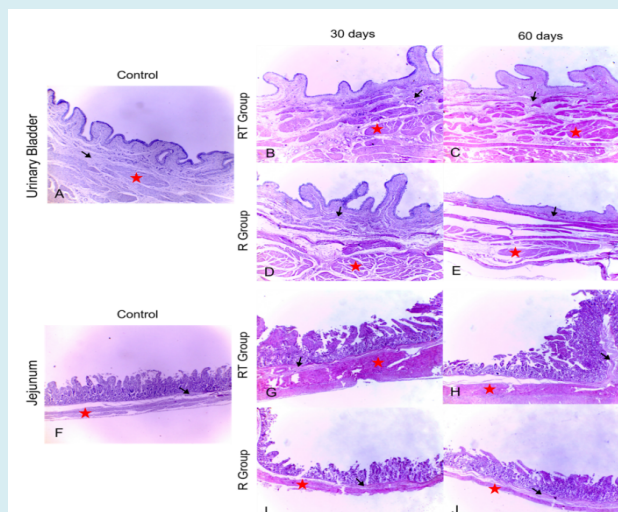 30 days
60 days
Control
Urinary Bladder
A
RT Group
B
C
R Group
D
E
Control
Jejunum
F
RT Group
G
H
R Group
I
J